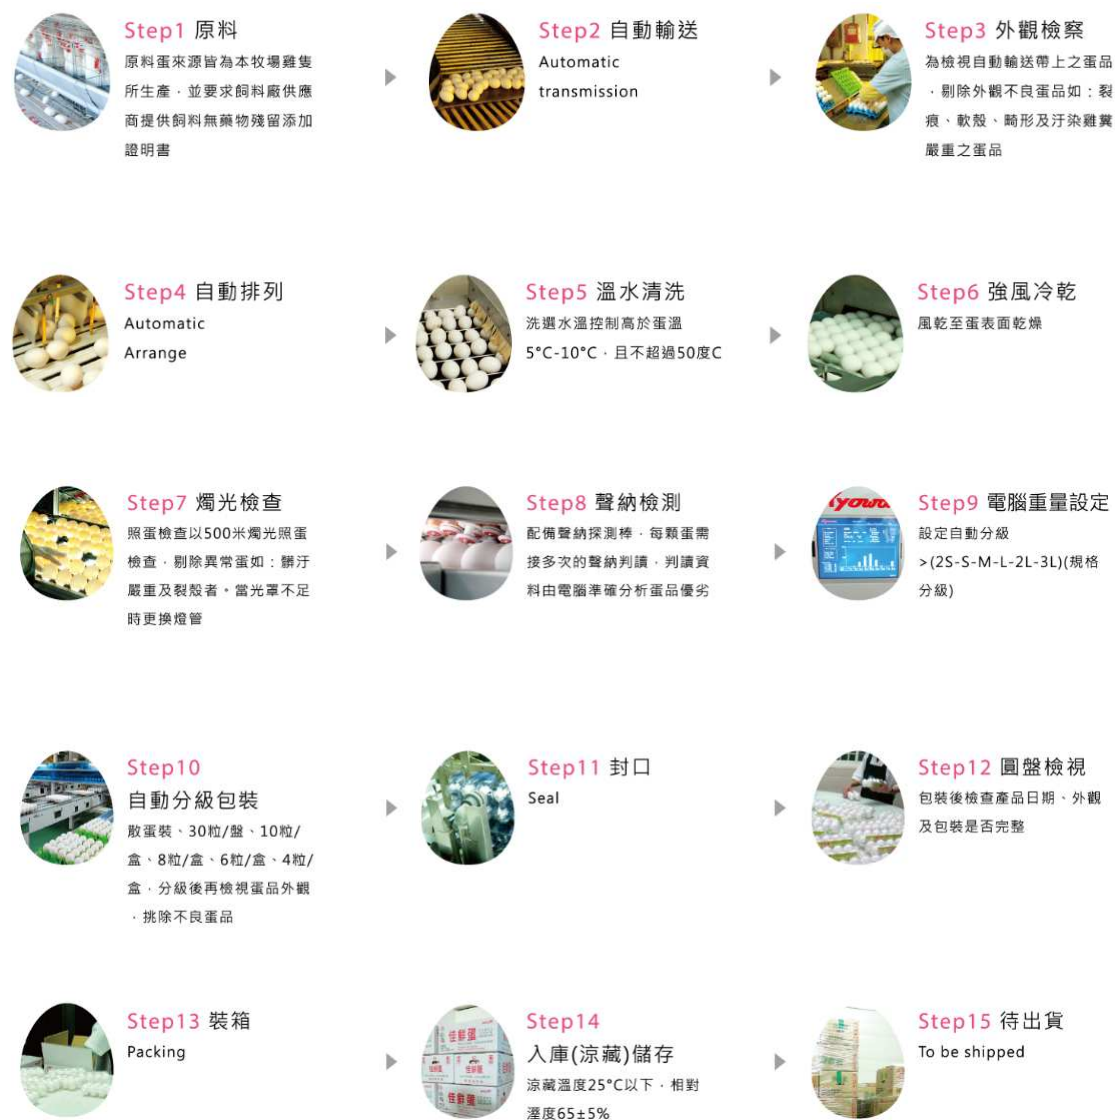 Step1 原料
原料蛋來源皆為本牧場雞隻
所生產，並要求飼料廠供應
商提供飼料無藥物殘留添加
證明書
Step2 自動輸送
Automatic
transmission
Step3 外觀檢察
為檢視自動輸送帶上之蛋品
，剔除外觀不良蛋品如：裂
痕、軟殼、畸形及汙染雞糞
嚴重之蛋品
Step4 自動排列
Automatic
Arrange
Step5 溫水清洗
洗選水溫控制高於蛋溫
5°C-10°C，且不超過50度C
Step6 強風冷乾
風乾至蛋表面乾燥
Step7 燭光檢查
照蛋檢查以500米燭光照蛋
檢查，剔除異常蛋如：髒汙
嚴重及裂殼者。當光罩不足
時更換燈管
Step8 聲納檢測
配備聲納探測棒，每顆蛋需
接多次的聲納判讀，判讀資
料由電腦準確分析蛋品優劣
Step9 電腦重量設定
設定自動分級
>(2S-S-M-L-2L-3L)(規格
分級)
Step10
自動分級包裝
散蛋裝、30粒/盤、10粒/
盒、8粒/盒、6粒/盒、4粒/
盒，分級後再檢視蛋品外觀
，挑除不良蛋品
Step11 封口
Seal
Step12 圓盤檢視
包裝後檢查產品日期、外觀
及包裝是否完整
Step13 裝箱
Packing
Step14
入庫(涼藏)儲存
涼藏溫度25°C以下，相對
溼度65±5%
佳鮮蛋
佳鮮蛋
佳鮮蛋
Step15 待出貨
To be shipped